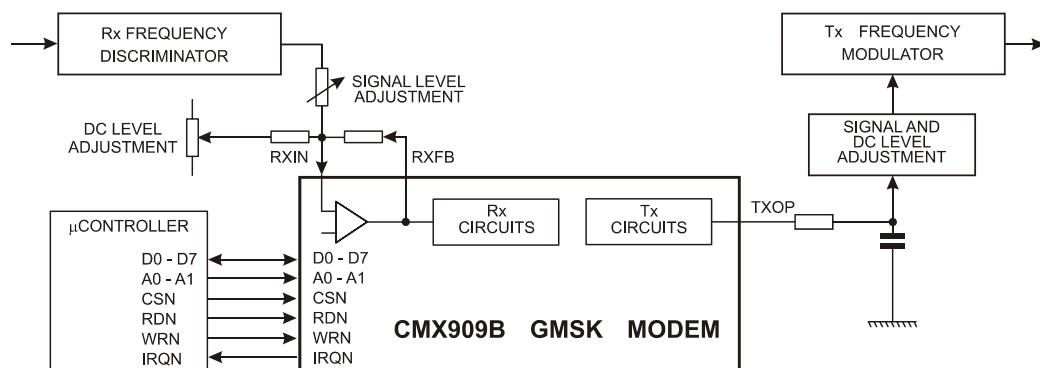 Rx FREQUENCY
DISCRIMINATOR
Tx FREQUENCY
MODULATOR
SIGNAL LEVEL
ADJUSTMENT
DC LEVEL
ADJUSTMENT
RXIN
RXFB
SIGNAL AND
DC LEVEL
ADJUSTMENT
µCONTROLLER
D0 - D7
A0 - A1
CSN
RDN
WRN
IRQN
D0 - D7
A0 - A1
CSN
RDN
WRN
IRQN
Rx
CIRCUITS
Tx
CIRCUITS
TXOP
CMX909B GMSK MODEM